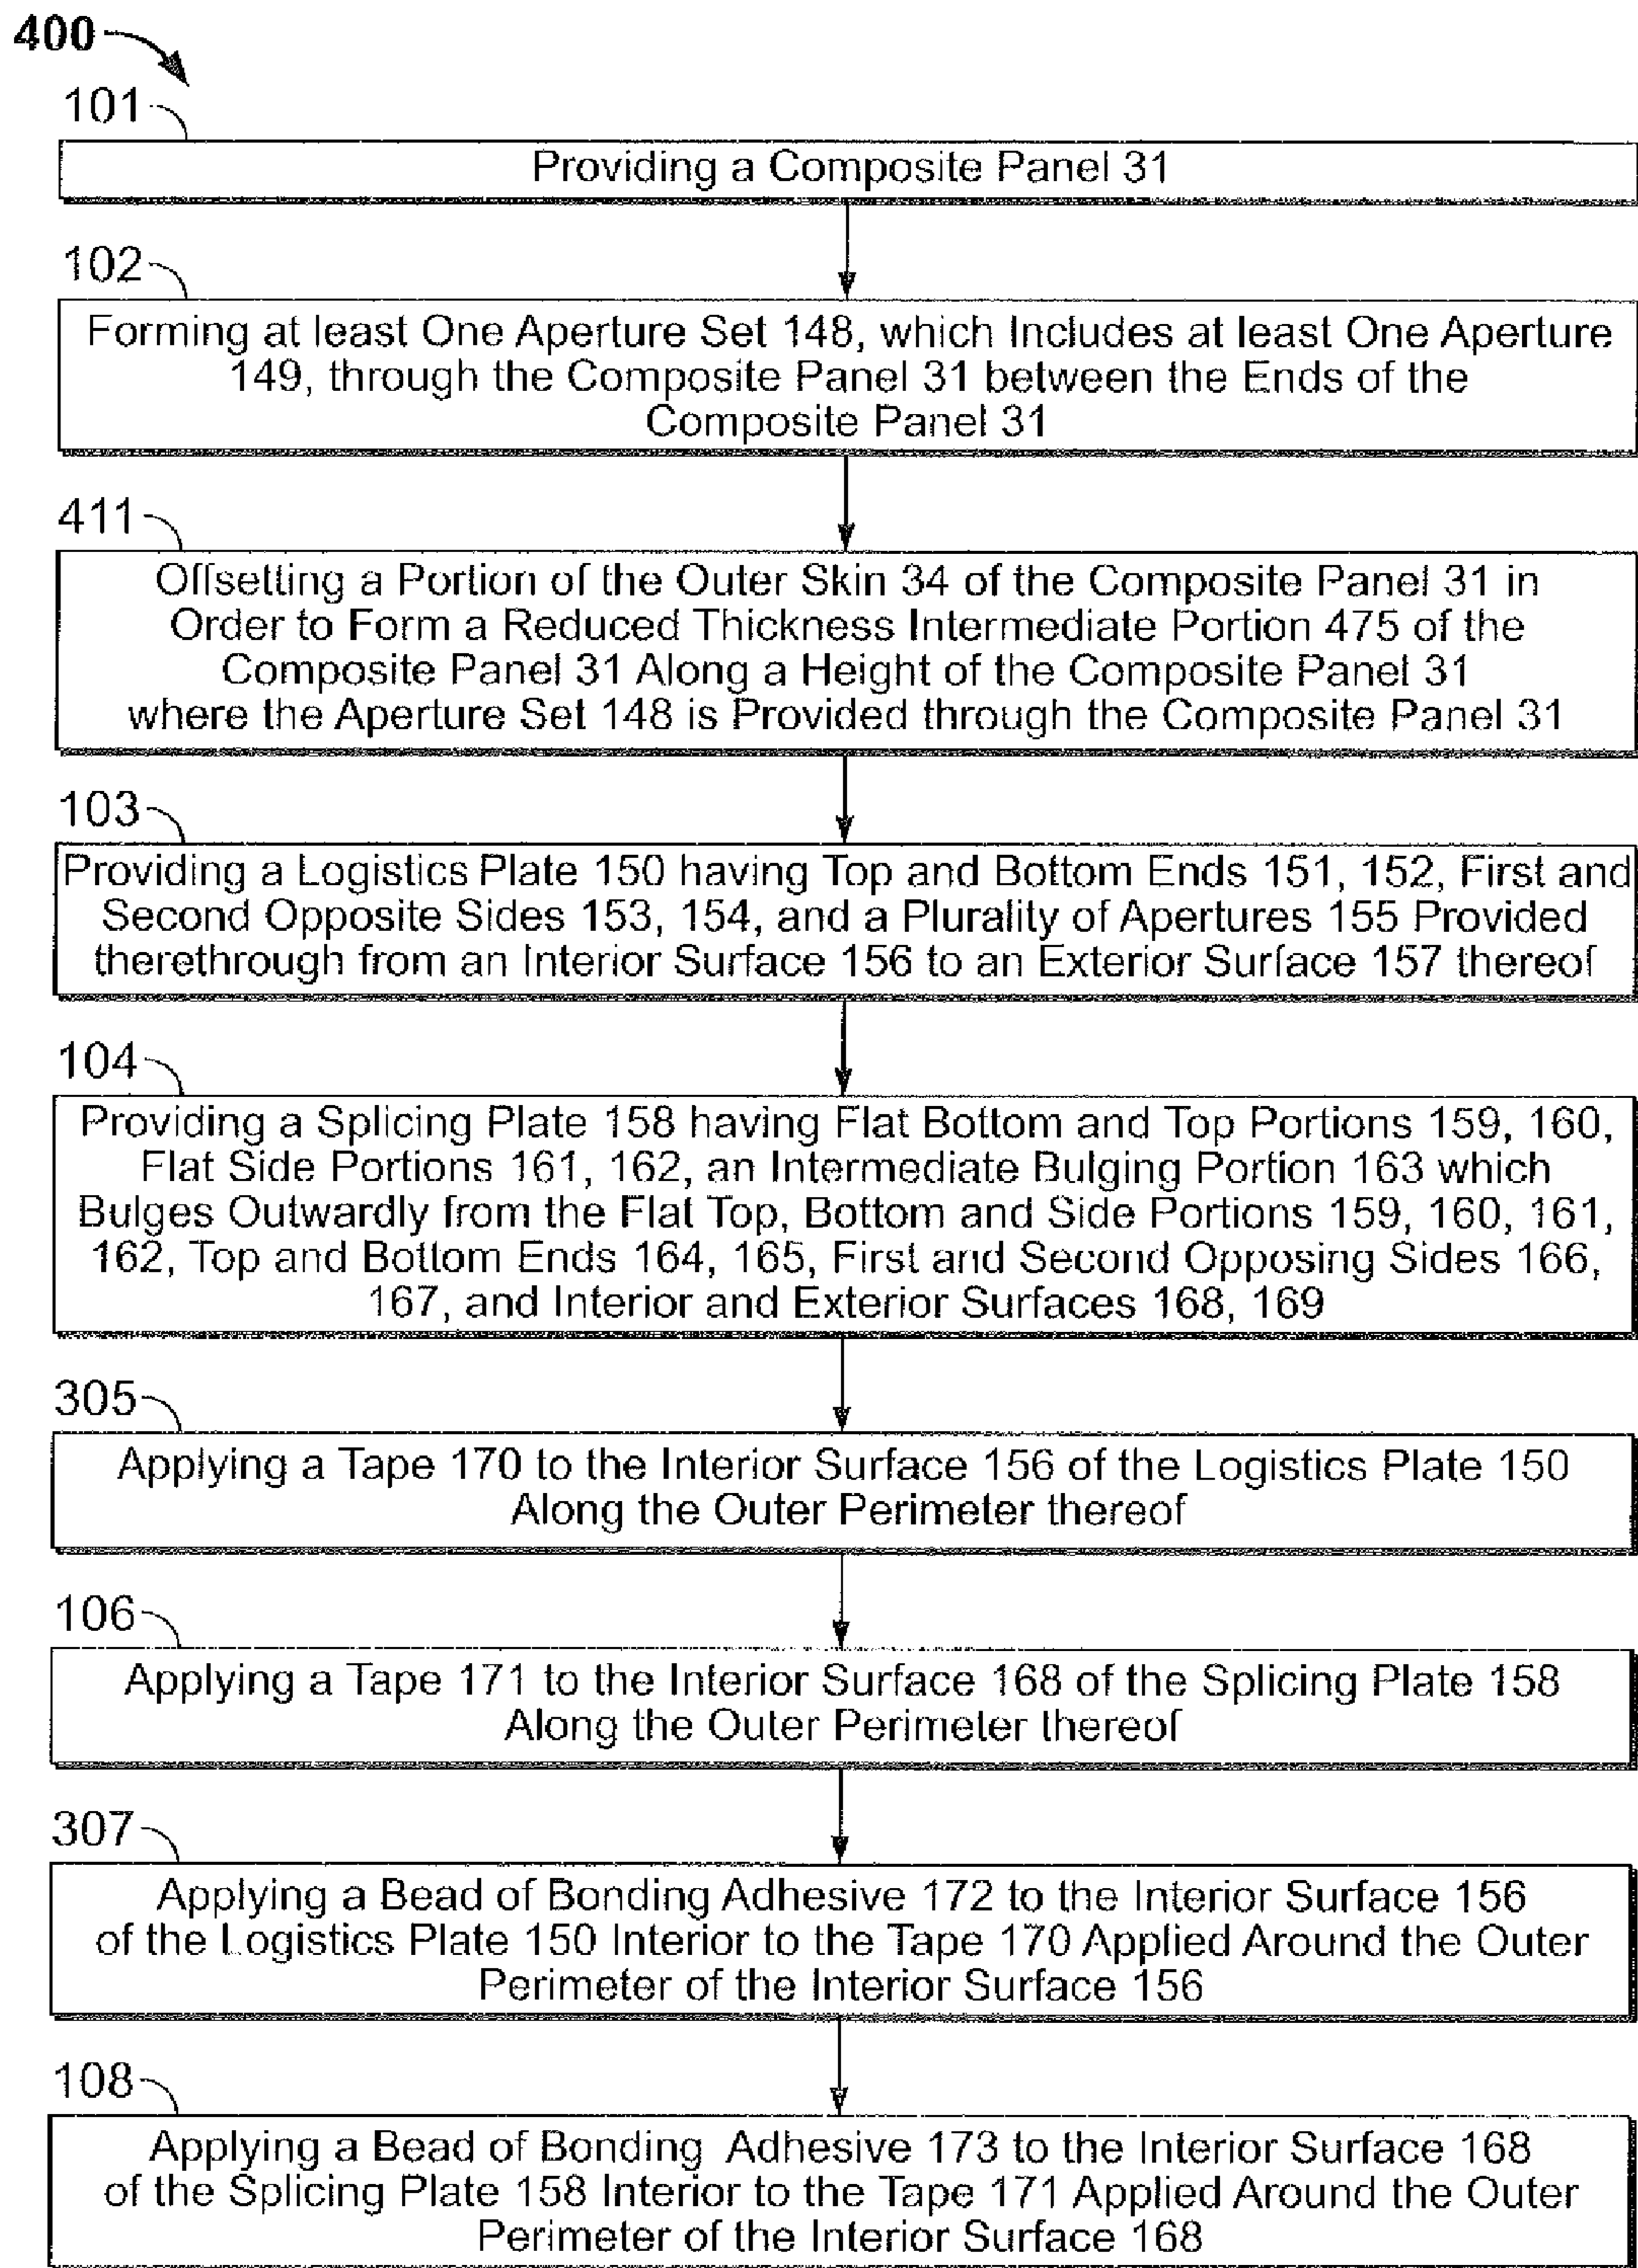 400
101
Providing a Composite Panel 31
102
Forming at least One Aperture Set 148, which Includes at least One Aperture
149, through the Composite Panel 31 between the Ends of the
Composite Panel 31
411
Offsetting a Portion of the Outer Skin 34 of the Composite Panel 31 in
Order to Form a Reduced Thickness Intermediate Portion 475 of the
Composite Panel 31 Along a Height of the Composite Panel 31
where the Aperture Set 148 is Provided through the Composite Panel 31
103
Providing a Logistics Plate 150 having Top and Bottom Ends 151, 152, First and
Second Opposite Sides 153, 154, and a Plurality of Apertures 155 Provided
therethrough from an Interior Surface 156 to an Exterior Surface 157 thereof
104
Providing a Splicing Plate 158 having Flat Bottom and Top Portions 159, 160,
Flat Side Portions 161, 162, an Intermediate Bulging Portion 163 which
Bulges Outwardly from the Flat Top, Bottom and Side Portions 159, 160, 161,
162, Top and Bottom Ends 164, 165, First and Second Opposing Sides 166,
167, and Interior and Exterior Surfaces 168, 169
305
Applying a Tape 170 to the Interior Surface 156 of the Logistics Plate 150
Along the Outer Perimeter thereof
106
Applying a Tape 171 to the Interior Surface 168 of the Splicing Plate 158
Along the Outer Perimeter thereof
307
Applying a Bead of Bonding Adhesive 172 to the Interior Surface 156
of the Logistics Plate 150 Interior to the Tape 170 Applied Around the Outer
Perimeter of the Interior Surface 156
108
Applying a Bead of Bonding Adhesive 173 to the Interior Surface 168
of the Splicing Plate 158 Interior to the Tape 171 Applied Around the Outer
Perimeter of the Interior Surface 168